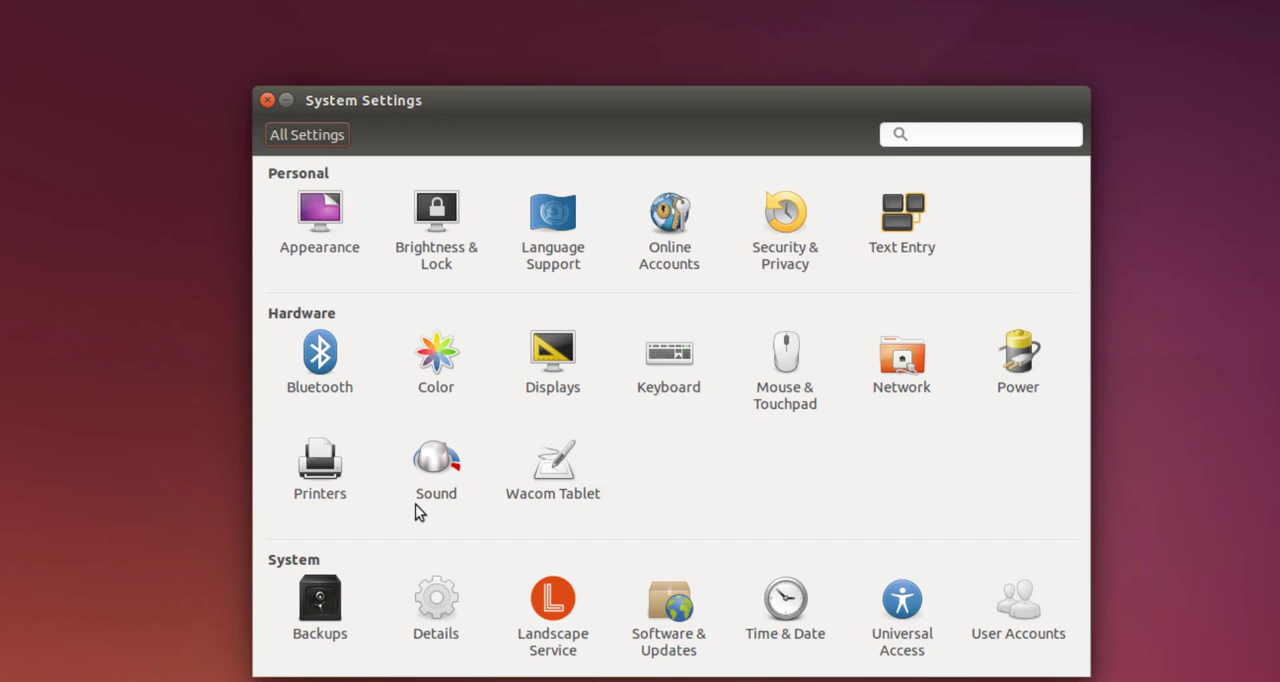 System Settings
All Settings
Personal
Appearance
Brightness &
Lock
Language
Support
Online
Accounts
Security &
Privacy
Text Entry
Hardware
Bluetooth
Color
Displays
Keyboard
Mouse &
Touchpad
Network
Power
Printers
Sound
Wacom Tablet
System
Backups
Details
Landscape
Service
Software &
Updates
Time & Date
Universal
Access
User Accounts